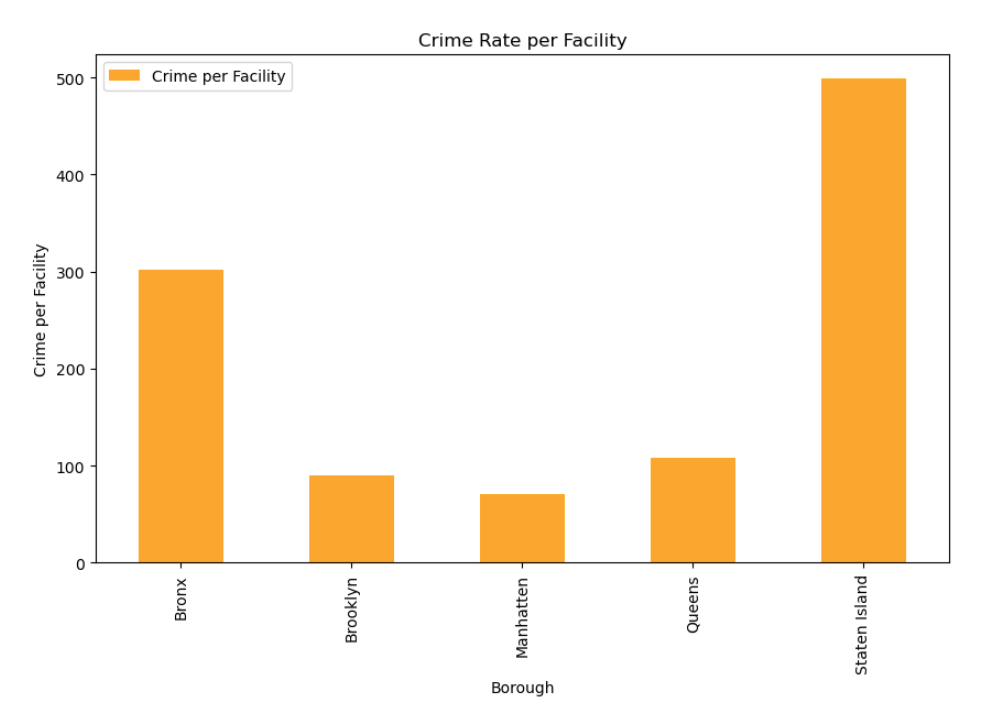 Crime Rate per Facility
Crime per Facility
500
400
300
200
100
0
Crime per Facility
Bronx
Brooklyn
Manhatten
Queens
Staten Island
Borough